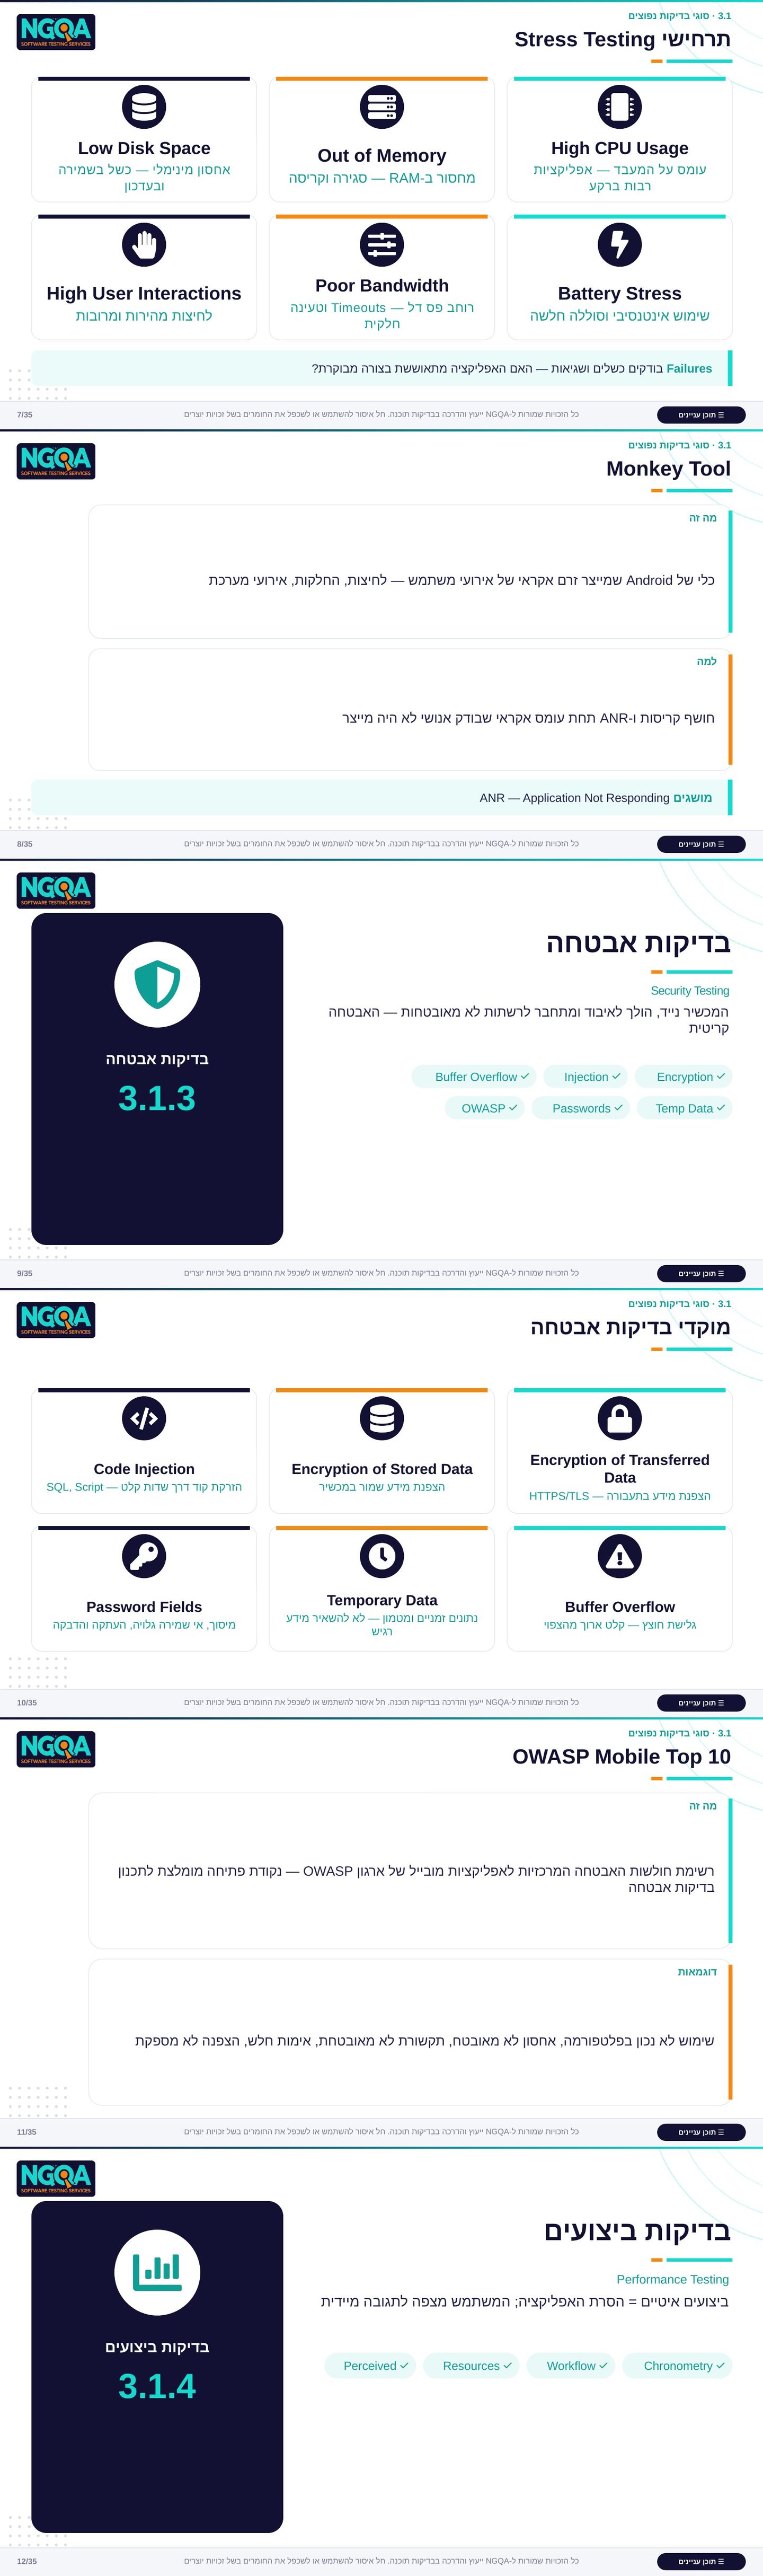 3.1 · סוגי בדיקות נפוצים
NGQA
SOFTWARE TESTING SERVICES
תרחישי Stress Testing
High CPU Usage
עומס על המעבד — אפליקציות
רבות ברקע
Out of Memory
מחסור ב-RAM — סגירה וקריסה
Low Disk Space
אחסון מינימלי — כשל בשמירה
ובעדכון
Battery Stress
שימוש אינטנסיבי וסוללה חלשה
Poor Bandwidth
רוחב פס דל — Timeouts וטעינה
חלקית
High User Interactions
לחיצות מהירות ומרובות
Failures בודקים כשלים ושגיאות — האם האפליקציה מתאוששת בצורה מבוקרת?
☰ תוכן עניינים
כל הזכויות שמורות ל-NGQA ייעוץ והדרכה בבדיקות תוכנה. חל איסור להשתמש או לשכפל את החומרים בשל זכויות יוצרים
7/35
3.1 · סוגי בדיקות נפוצים
NGQA
SOFTWARE TESTING SERVICES
Monkey Tool
מה זה
כלי של Android שמייצר זרם אקראי של אירועי משתמש — לחיצות, החלקות, אירועי מערכת
למה
חושף קריסות ו-ANR תחת עומס אקראי שבודק אנושי לא היה מייצר
מושגים ANR — Application Not Responding
☰ תוכן עניינים
כל הזכויות שמורות ל-NGQA ייעוץ והדרכה בבדיקות תוכנה. חל איסור להשתמש או לשכפל את החומרים בשל זכויות יוצרים
8/35
NGQA
SOFTWARE TESTING SERVICES
בדיקות אבטחה
Security Testing
המכשיר נייד, הולך לאיבוד ומתחבר לרשתות לא מאובטחות — האבטחה
קריטית
✓ Encryption
✓ Injection
✓ Buffer Overflow
✓ Temp Data
✓ Passwords
✓ OWASP
בדיקות אבטחה
3.1.3
☰ תוכן עניינים
כל הזכויות שמורות ל-NGQA ייעוץ והדרכה בבדיקות תוכנה. חל איסור להשתמש או לשכפל את החומרים בשל זכויות יוצרים
9/35
3.1 · סוגי בדיקות נפוצים
NGQA
SOFTWARE TESTING SERVICES
מוקדי בדיקות אבטחה
Encryption of Transferred
Data
הצפנת מידע בתעבורה — HTTPS/TLS
Encryption of Stored Data
הצפנת מידע שמור במכשיר
Code Injection
הזרקת קוד דרך שדות קלט — SQL, Script
Buffer Overflow
גלישת חוצץ — קלט ארוך מהצפוי
Temporary Data
נתונים זמניים ומטמון — לא להשאיר מידע
רגיש
Password Fields
מיסוך, אי שמירה גלויה, העתקה והדבקה
☰ תוכן עניינים
כל הזכויות שמורות ל-NGQA ייעוץ והדרכה בבדיקות תוכנה. חל איסור להשתמש או לשכפל את החומרים בשל זכויות יוצרים
10/35
3.1 · סוגי בדיקות נפוצים
NGQA
SOFTWARE TESTING SERVICES
OWASP Mobile Top 10
מה זה
רשימת חולשות האבטחה המרכזיות לאפליקציות מובייל של ארגון OWASP — נקודת פתיחה מומלצת לתכנון
בדיקות אבטחה
דוגמאות
שימוש לא נכון בפלטפורמה, אחסון לא מאובטח, תקשורת לא מאובטחת, אימות חלש, הצפנה לא מספקת
☰ תוכן עניינים
כל הזכויות שמורות ל-NGQA ייעוץ והדרכה בבדיקות תוכנה. חל איסור להשתמש או לשכפל את החומרים בשל זכויות יוצרים
11/35
NGQA
SOFTWARE TESTING SERVICES
בדיקות ביצועים
Performance Testing
ביצועים איטיים = הסרת האפליקציה; המשתמש מצפה לתגובה מיידית
✓ Chronometry
✓ Workflow
✓ Resources
✓ Perceived
בדיקות ביצועים
3.1.4
☰ תוכן עניינים
כל הזכויות שמורות ל-NGQA ייעוץ והדרכה בבדיקות תוכנה. חל איסור להשתמש או לשכפל את החומרים בשל זכויות יוצרים
12/35